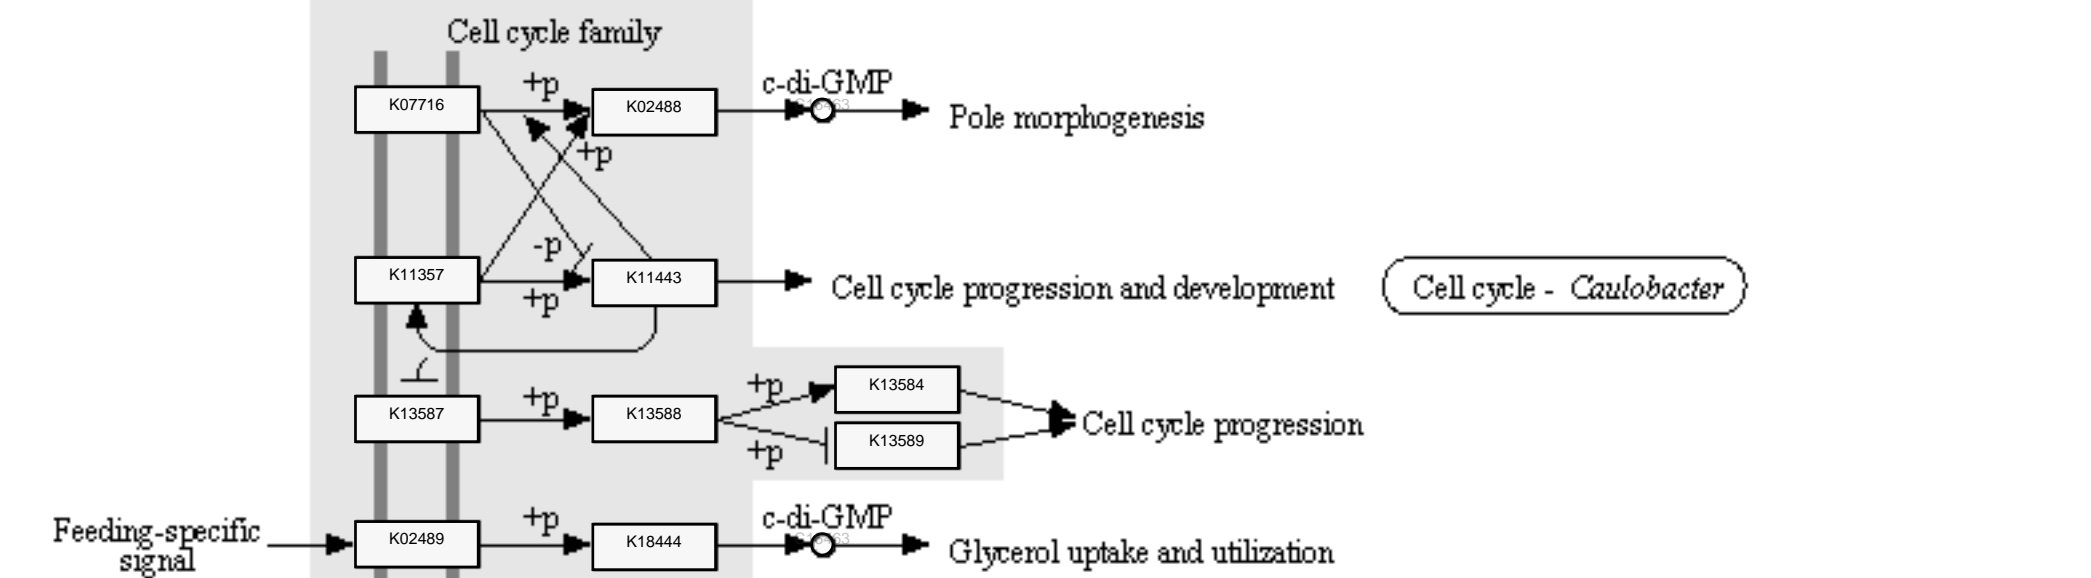 Cell cycle family
K07716
+p
K02488
c-di-GMP
Pole morphogenesis
+p
-p
K11357
+p
K11443
Cell cycle progression and development
Cell cycle - Caulobacter
K13587
+p
K13588
+p
K13584
+p
K13589
Cell cycle progression
Feeding-specific
signal
K02489
+p
K18444
c-di-GMP
Glycerol uptake and utilization